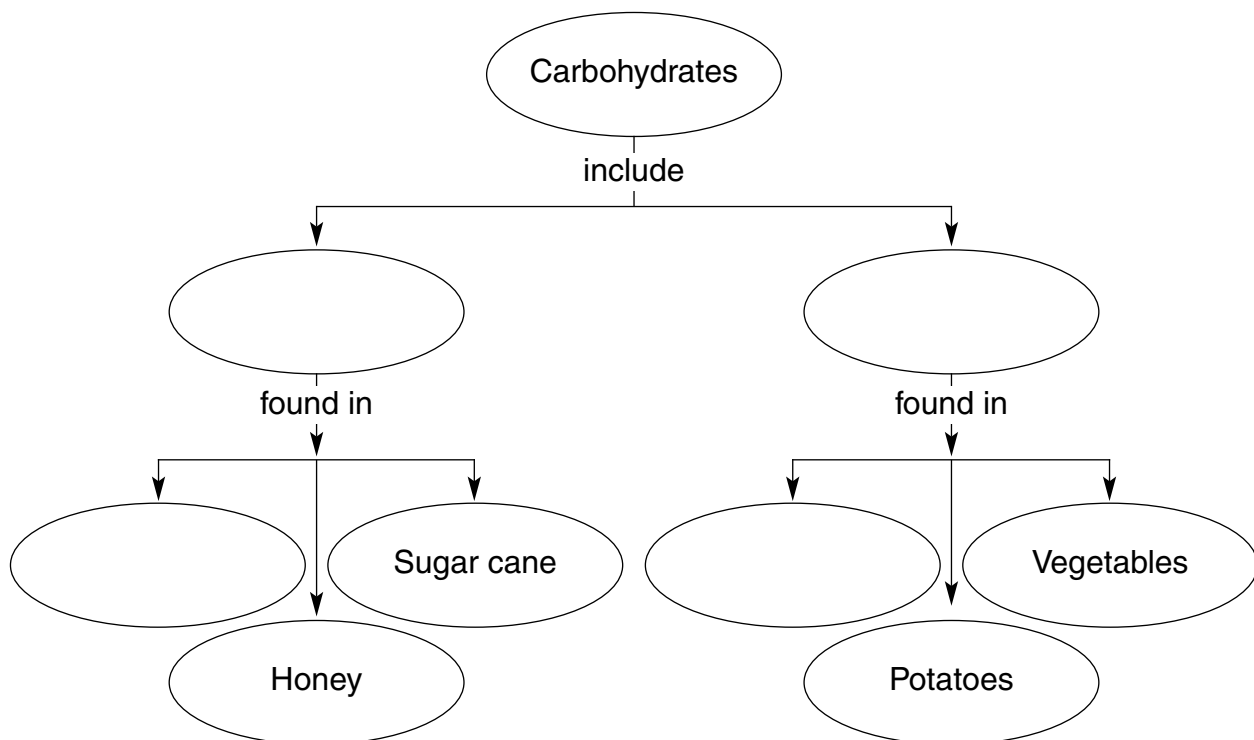 Carbohydrates
include
found in
found in
Sugar cane
Vegetables
Honey
Potatoes